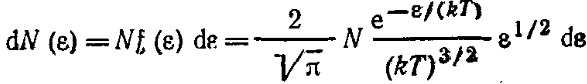 dN (ε) = Nf (ε) dε = 2/√π N e^{-ε/(kT)}/(kT)^{3/2} ε^{1/2} dε